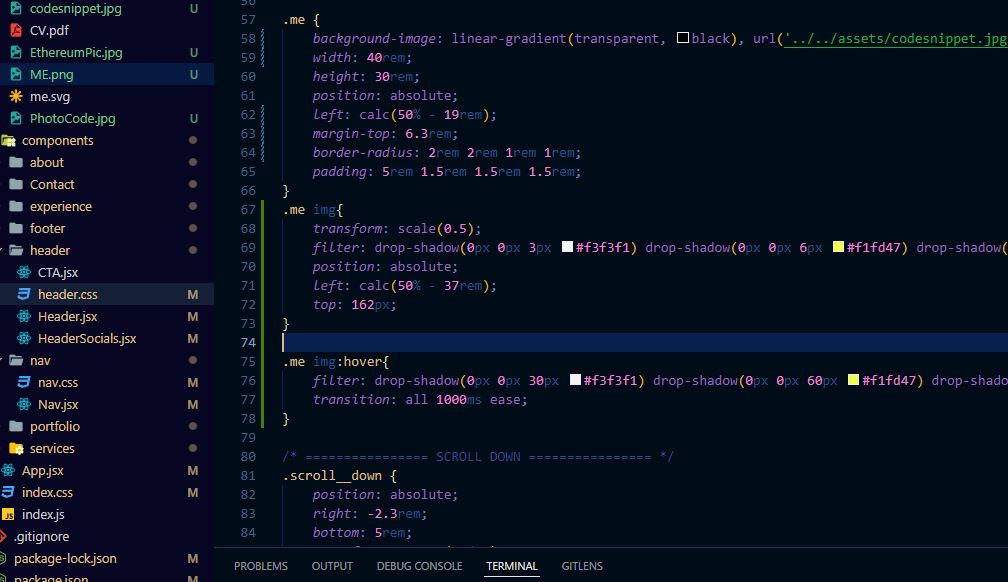 codesnippet.jpg U
CV.pdf
EthereumPic.jpg U
ME.png U
me.svg
PhotoCode.jpg U
components
about
Contact
experience
footer
header
CTA.jsx
header.css M
Header.jsx M
HeaderSocials.jsx M
nav
nav.css M
Nav.jsx M
portfolio
services
App.jsx M
index.css M
JS index.js
.gitignore
package-lock.json M
package.json M
56
57 .me {
58 background-image: linear-gradient(transparent, black), url('../../assets/codesnippet.jpg
59 width: 40rem;
60 height: 30rem;
61 position: absolute;
62 left: calc(50% - 19rem);
63 margin-top: 6.3rem;
64 border-radius: 2rem 2rem 1rem 1rem;
65 padding: 5rem 1.5rem 1.5rem 1.5rem;
66 }
67 .me img{
68 transform: scale(0.5);
69 filter: drop-shadow(0px 0px 3px #f3f3f1) drop-shadow(0px 0px 6px #f1fd47) drop-shadow(
70 position: absolute;
71 left: calc(50% - 37rem);
72 top: 162px;
73 }
74
75 .me img:hover{
76 filter: drop-shadow(0px 0px 30px #f3f3f1) drop-shadow(0px 0px 60px #f1fd47) drop-shado
77 transition: all 1000ms ease;
78 }
79
80 /* ================ SCROLL DOWN ================ */
81 .scroll__down {
82 position: absolute;
83 right: -2.3rem;
84 bottom: 5rem;
PROBLEMS OUTPUT DEBUG CONSOLE TERMINAL GITLENS